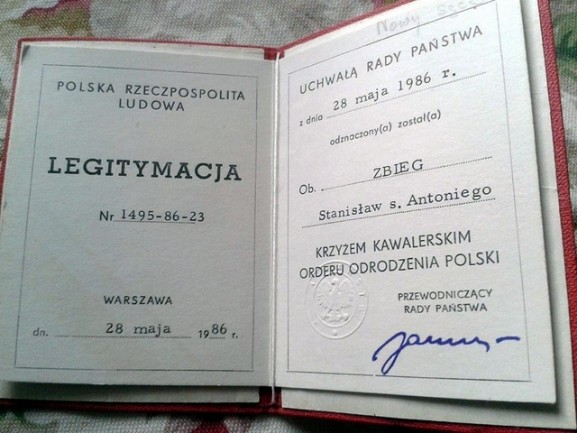 POLSKA RZECZPOSPOLITA
LUDOWA
LEGITYMACJA
Nr 1495-86-23
WARSZAWA
dn. 28 maja 1986 r.
Nowy
UCHWAŁĄ RADY PAŃSTWA
z dnia 28 maja 1986 r.
odznaczony(a) został(a)
Ob. ZBIEG
Stanisław s. Antoniego
KRZYŻEM KAWALERSKIM
ORDERU ODRODZENIA POLSKI
PRZEWODNICZĄCY
RADY PAŃSTWA